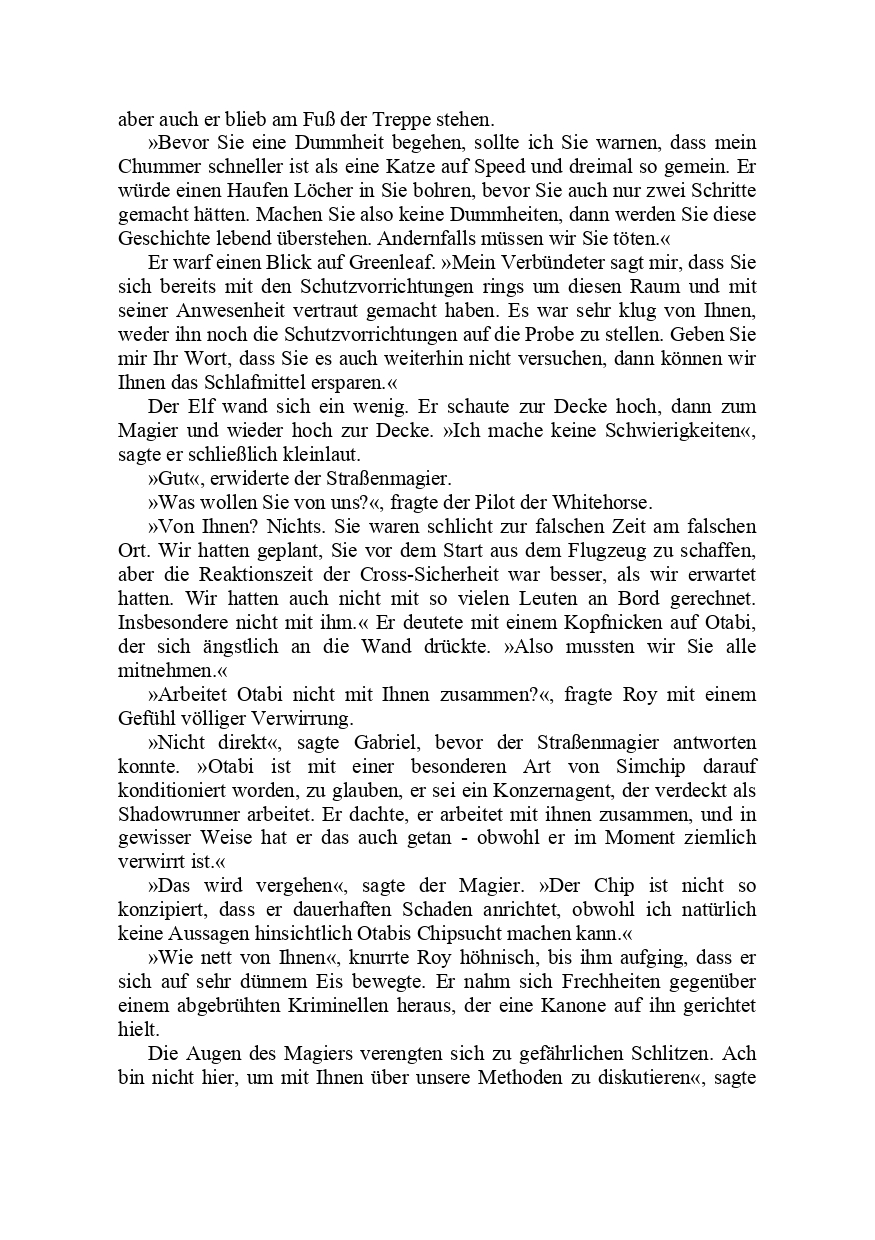 aber auch er blieb am Fuß der Treppe stehen.
»Bevor Sie eine Dummheit begehen, sollte ich Sie warnen, dass mein
Chummer schneller ist als eine Katze auf Speed und dreimal so gemein. Er
würde einen Haufen Löcher in Sie bohren, bevor Sie auch nur zwei Schritte
gemacht hätten. Machen Sie also keine Dummheiten, dann werden Sie diese
Geschichte lebend überstehen. Andernfalls müssen wir Sie töten.«
Er warf einen Blick auf Greenleaf. »Mein Verbündeter sagt mir, dass Sie
sich bereits mit den Schutzvorrichtungen rings um diesen Raum und mit
seiner Anwesenheit vertraut gemacht haben. Es war sehr klug von Ihnen,
weder ihn noch die Schutzvorrichtungen auf die Probe zu stellen. Geben Sie
mir Ihr Wort, dass Sie es auch weiterhin nicht versuchen, dann können wir
Ihnen das Schlafmittel ersparen.«
Der Elf wand sich ein wenig. Er schaute zur Decke hoch, dann zum
Magier und wieder hoch zur Decke. »Ich mache keine Schwierigkeiten«,
sagte er schließlich kleinlaut.
»Gut«, erwiderte der Straßenmagier.
»Was wollen Sie von uns?«, fragte der Pilot der Whitehorse.
»Von Ihnen? Nichts. Sie waren schlicht zur falschen Zeit am falschen
Ort. Wir hatten geplant, Sie vor dem Start aus dem Flugzeug zu schaffen,
aber die Reaktionszeit der Cross-Sicherheit war besser, als wir erwartet
hatten. Wir hatten auch nicht mit so vielen Leuten an Bord gerechnet.
Insbesondere nicht mit ihm.« Er deutete mit einem Kopfnicken auf Otabi,
der sich ängstlich an die Wand drückte. »Also mussten wir Sie alle
mitnehmen.«
»Arbeitet Otabi nicht mit Ihnen zusammen?«, fragte Roy mit einem
Gefühl völliger Verwirrung.
»Nicht direkt«, sagte Gabriel, bevor der Straßenmagier antworten
konnte. »Otabi ist mit einer besonderen Art von Simchip darauf
konditioniert worden, zu glauben, er sei ein Konzernagent, der verdeckt als
Shadowrunner arbeitet. Er dachte, er arbeitet mit ihnen zusammen, und in
gewisser Weise hat er das auch getan - obwohl er im Moment ziemlich
verwirrt ist.«
»Das wird vergehen«, sagte der Magier. »Der Chip ist nicht so
konzipiert, dass er dauerhaften Schaden anrichtet, obwohl ich natürlich
keine Aussagen hinsichtlich Otabis Chipsucht machen kann.«
»Wie nett von Ihnen«, knurrte Roy höhnisch, bis ihm aufging, dass er
sich auf sehr dünnem Eis bewegte. Er nahm sich Frechheiten gegenüber
einem abgebrühten Kriminellen heraus, der eine Kanone auf ihn gerichtet
hielt.
Die Augen des Magiers verengten sich zu gefährlichen Schlitzen. Ach
bin nicht hier, um mit Ihnen über unsere Methoden zu diskutieren«, sagte